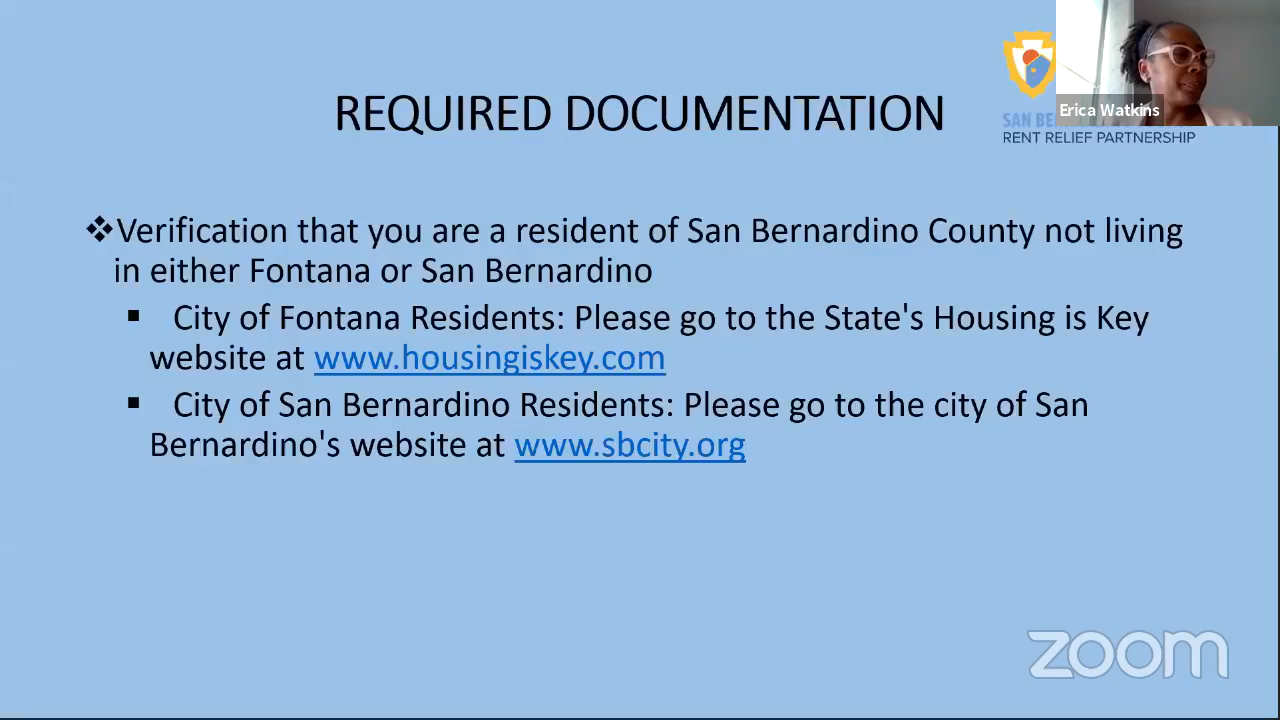 REQUIRED DOCUMENTATION
Erica Watkins
SAN BE
RENT RELIEF PARTNERSHIP
❖Verification that you are a resident of San Bernardino County not living
in either Fontana or San Bernardino
▪ City of Fontana Residents: Please go to the State's Housing is Key
website at www.housingiskey.com
▪ City of San Bernardino Residents: Please go to the city of San
Bernardino's website at www.sbcity.org
zoom